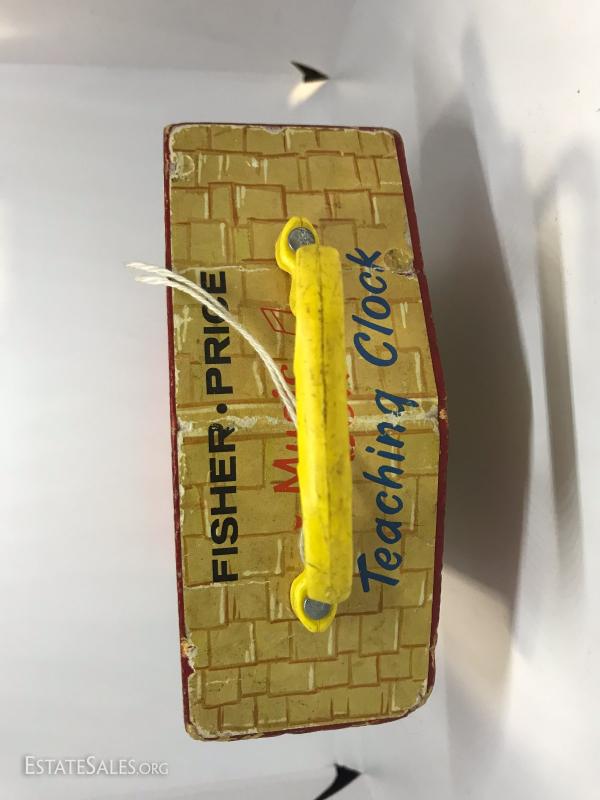 FISHER·PRICE
Music
Teaching Clock
ESTATESALES.ORG